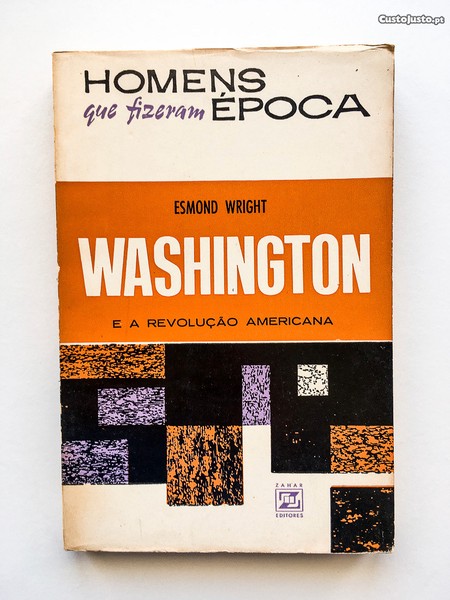 CustoJusto.pt
HOMENS
que fizeram ÉPOCA
ESMOND WRIGHT
WASHINGTON
E A REVOLUÇÃO AMERICANA
ZAHAR
EDITORES